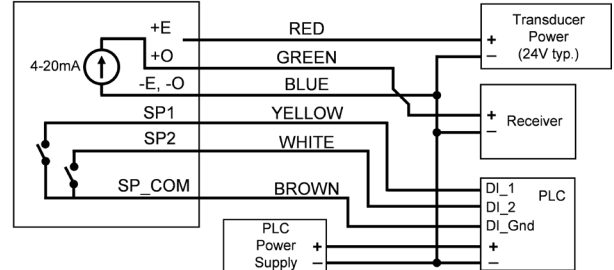 +E RED
4-20mA +O GREEN
-E, -O BLUE
SP1 YELLOW
SP2 WHITE
SP_COM BROWN
Transducer
Power
(24V typ.)
+
–
+
Receiver
–
DI_1
PLC
DI_2
DI_Gnd
+
–
PLC
Power +
Supply –